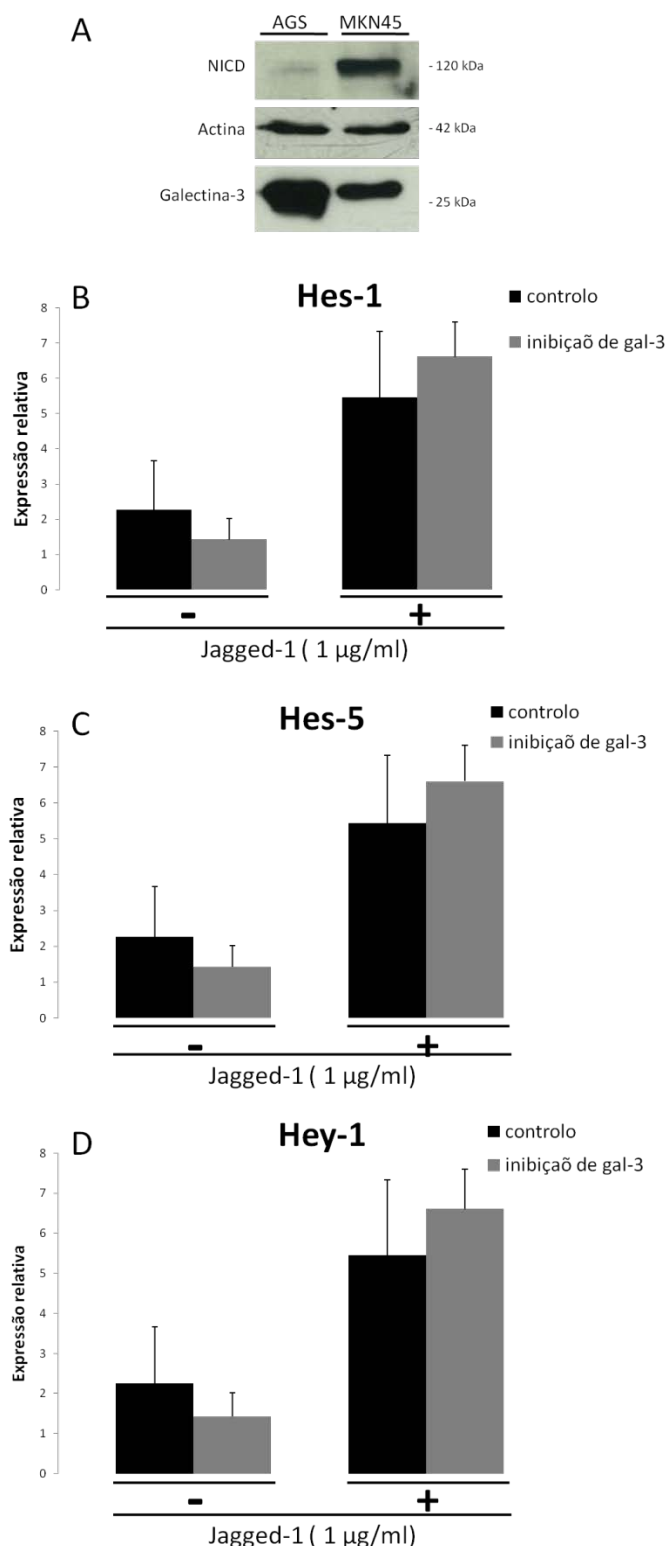 A
AGS MKN45
NICD - 120 kDa
Actina - 42 kDa
Galectina-3 - 25 kDa
B
Hes-1
controlo
inibiçaõ de gal-3
Expressão relativa
8
7
6
5
4
3
2
1
0
- +
Jagged-1 ( 1 µg/ml)
C
Hes-5
controlo
inibiçaõ de gal-3
Expressão relativa
8
7
6
5
4
3
2
1
0
- +
Jagged-1 ( 1 µg/ml)
D
Hey-1
controlo
inibiçaõ de gal-3
Expressão relativa
8
7
6
5
4
3
2
1
0
- +
Jagged-1 ( 1 µg/ml)